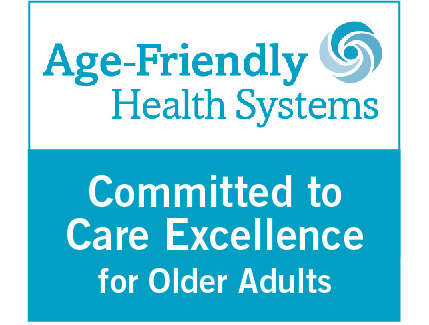 Age-Friendly
Health Systems
Committed to
Care Excellence
for Older Adults